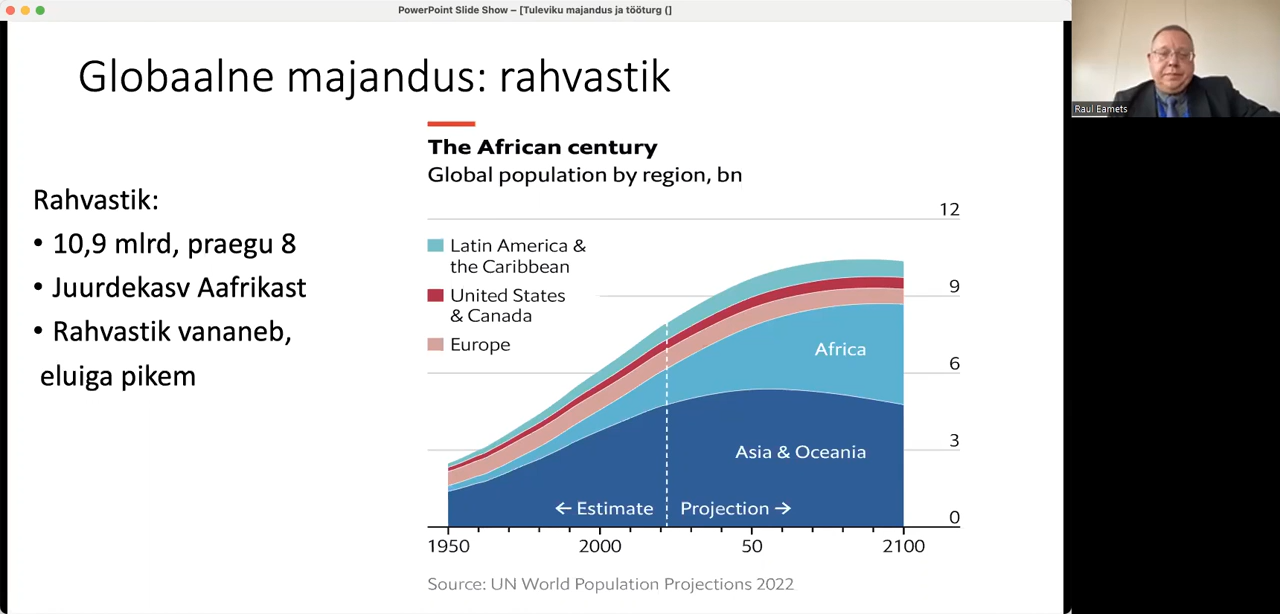 PowerPoint Slide Show – [Tuleviku majandus ja tööturg (]
Globaalne majandus: rahvastik
Rahvastik:
• 10,9 mlrd, praegu 8
• Juurdekasv Aafrikast
• Rahvastik vananeb,
eluiga pikem
The African century
Global population by region, bn
12
Latin America &
the Caribbean
United States
& Canada
Europe
9
Africa
6
3
Asia & Oceania
← Estimate
Projection →
0
1950
2000
50
2100
Source: UN World Population Projections 2022
Raul Eamets